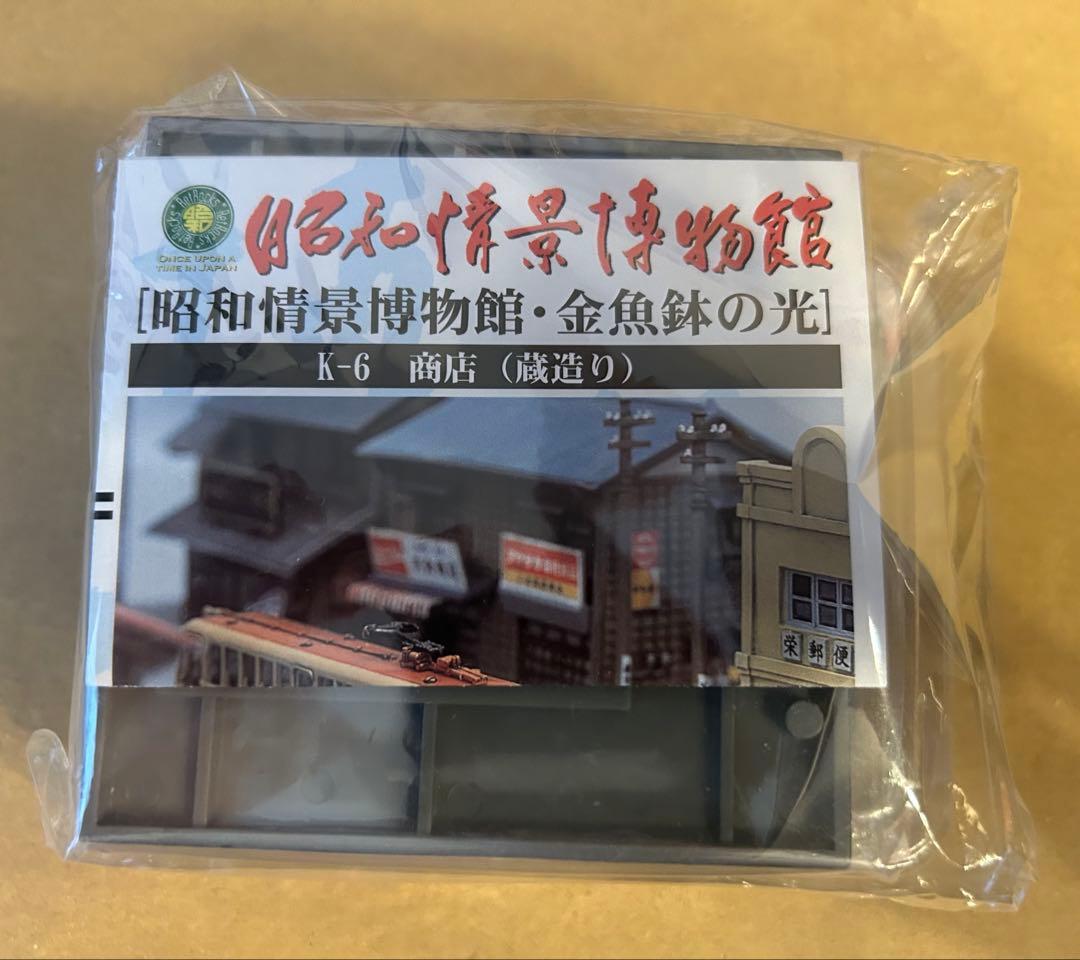 昭和情景博物館
RetRocks
ONCE UPON A
TIME IN JAPAN
[昭和情景博物館・金魚鉢の光]
K-6 商店（蔵造り）
栄郵便